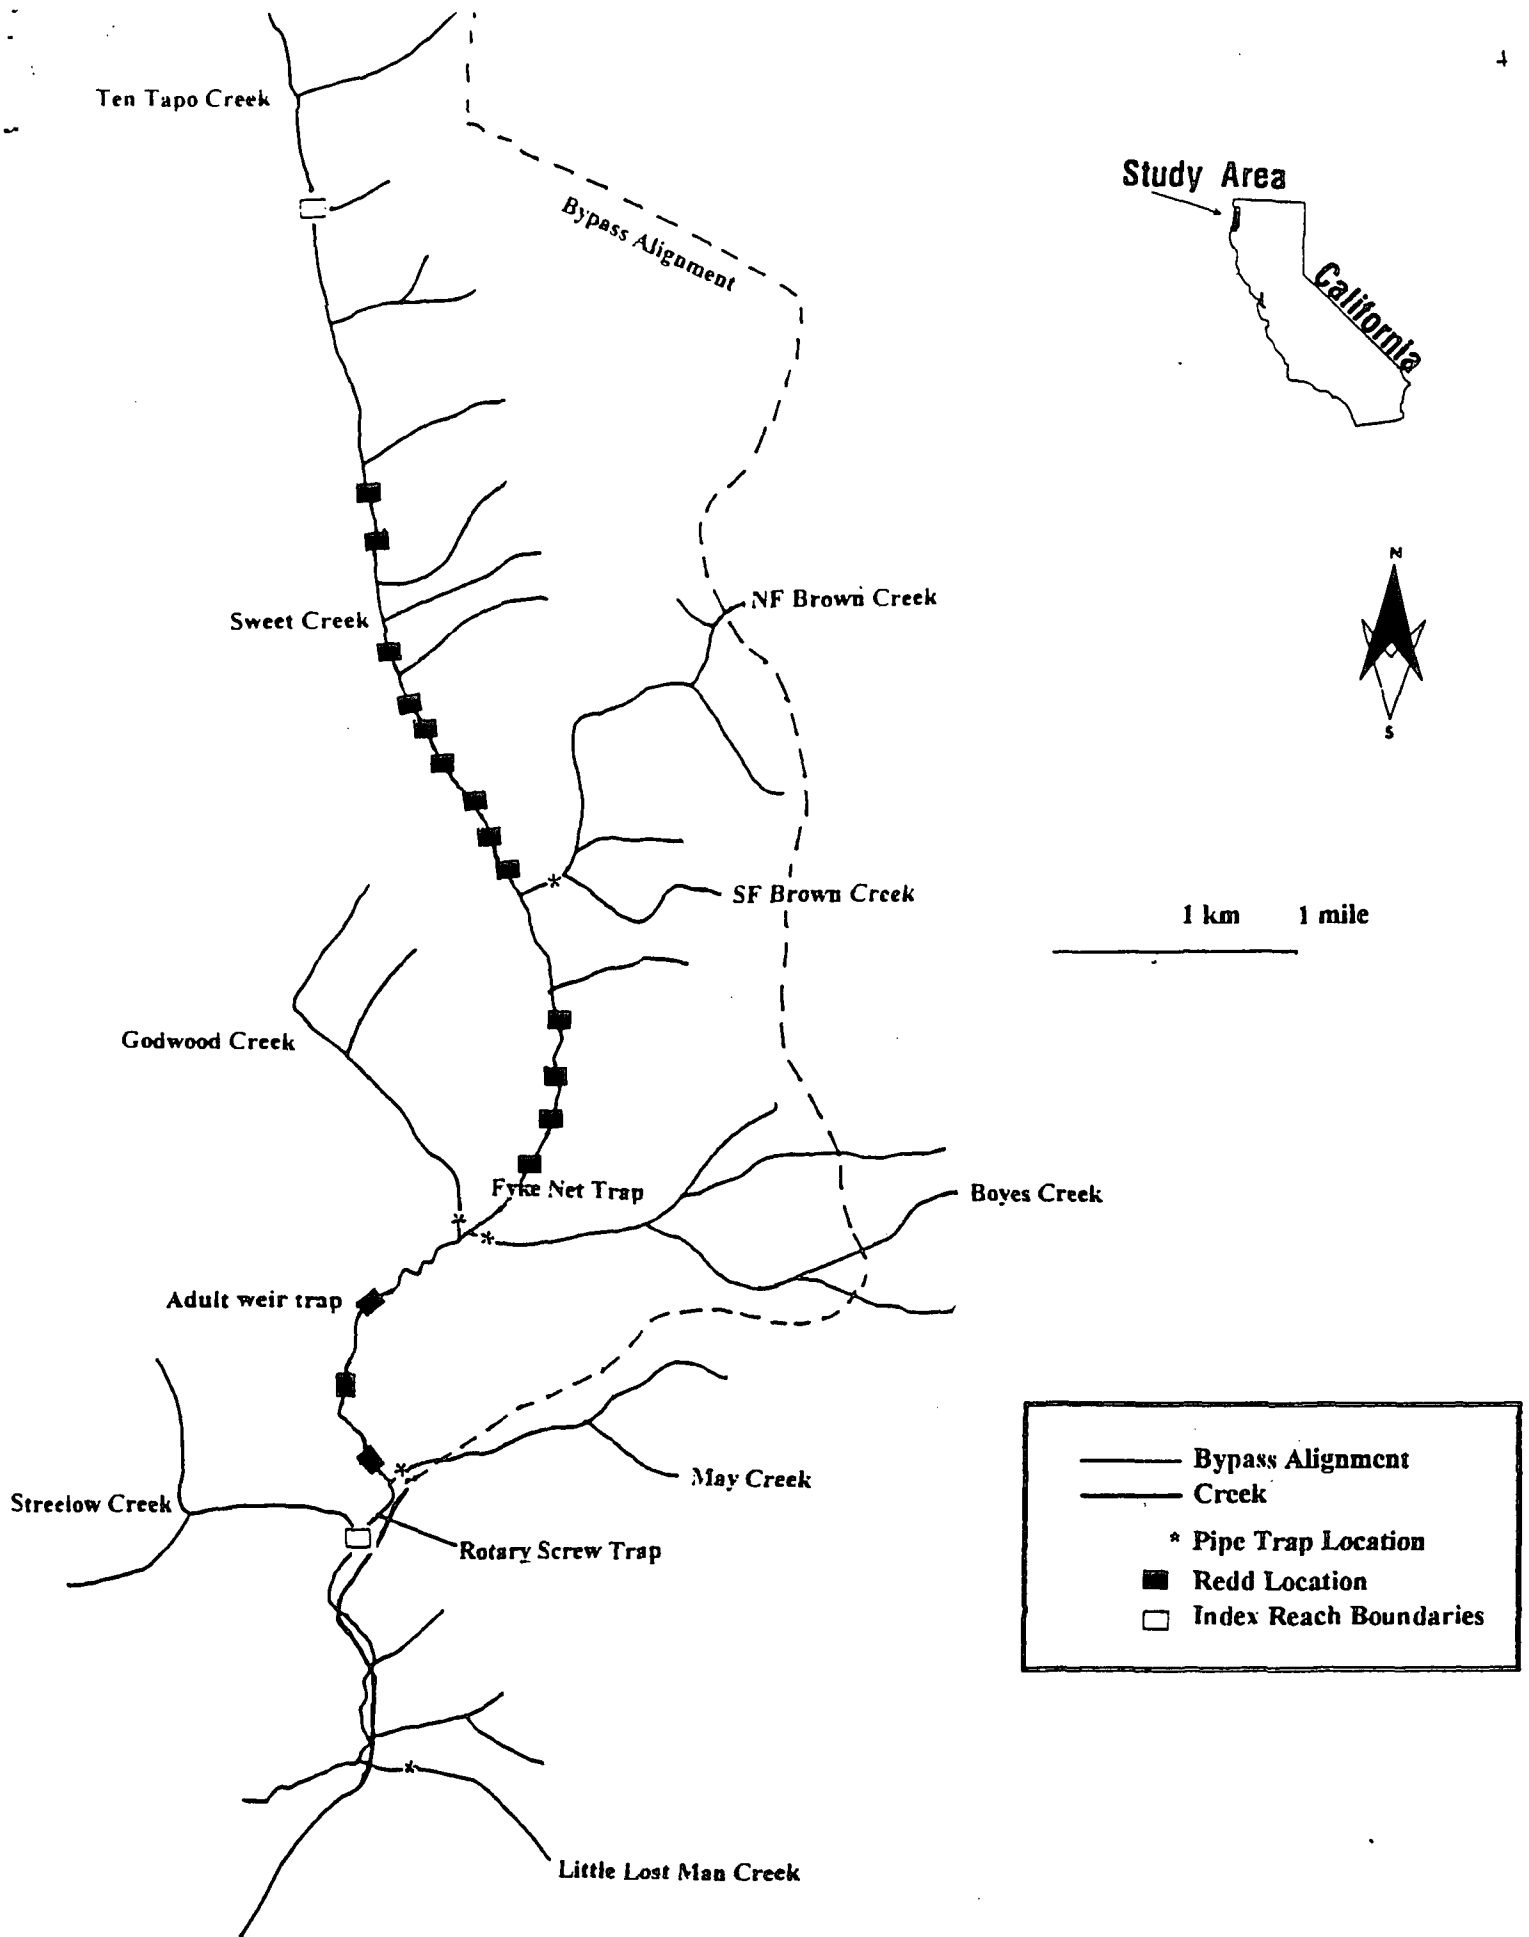 4
Ten Tapo Creek
Study Area
Bypass Alignment
California
N
NF Brown Creek
Sweet Creek
S
SF Brown Creek
1 km 1 mile
Godwood Creek
Fyke Net Trap
Boyes Creek
Adult weir trap
Bypass Alignment
May Creek
Creek
Streelow Creek
* Pipe Trap Location
Rotary Screw Trap
Redd Location
Index Reach Boundaries
Little Lost Man Creek